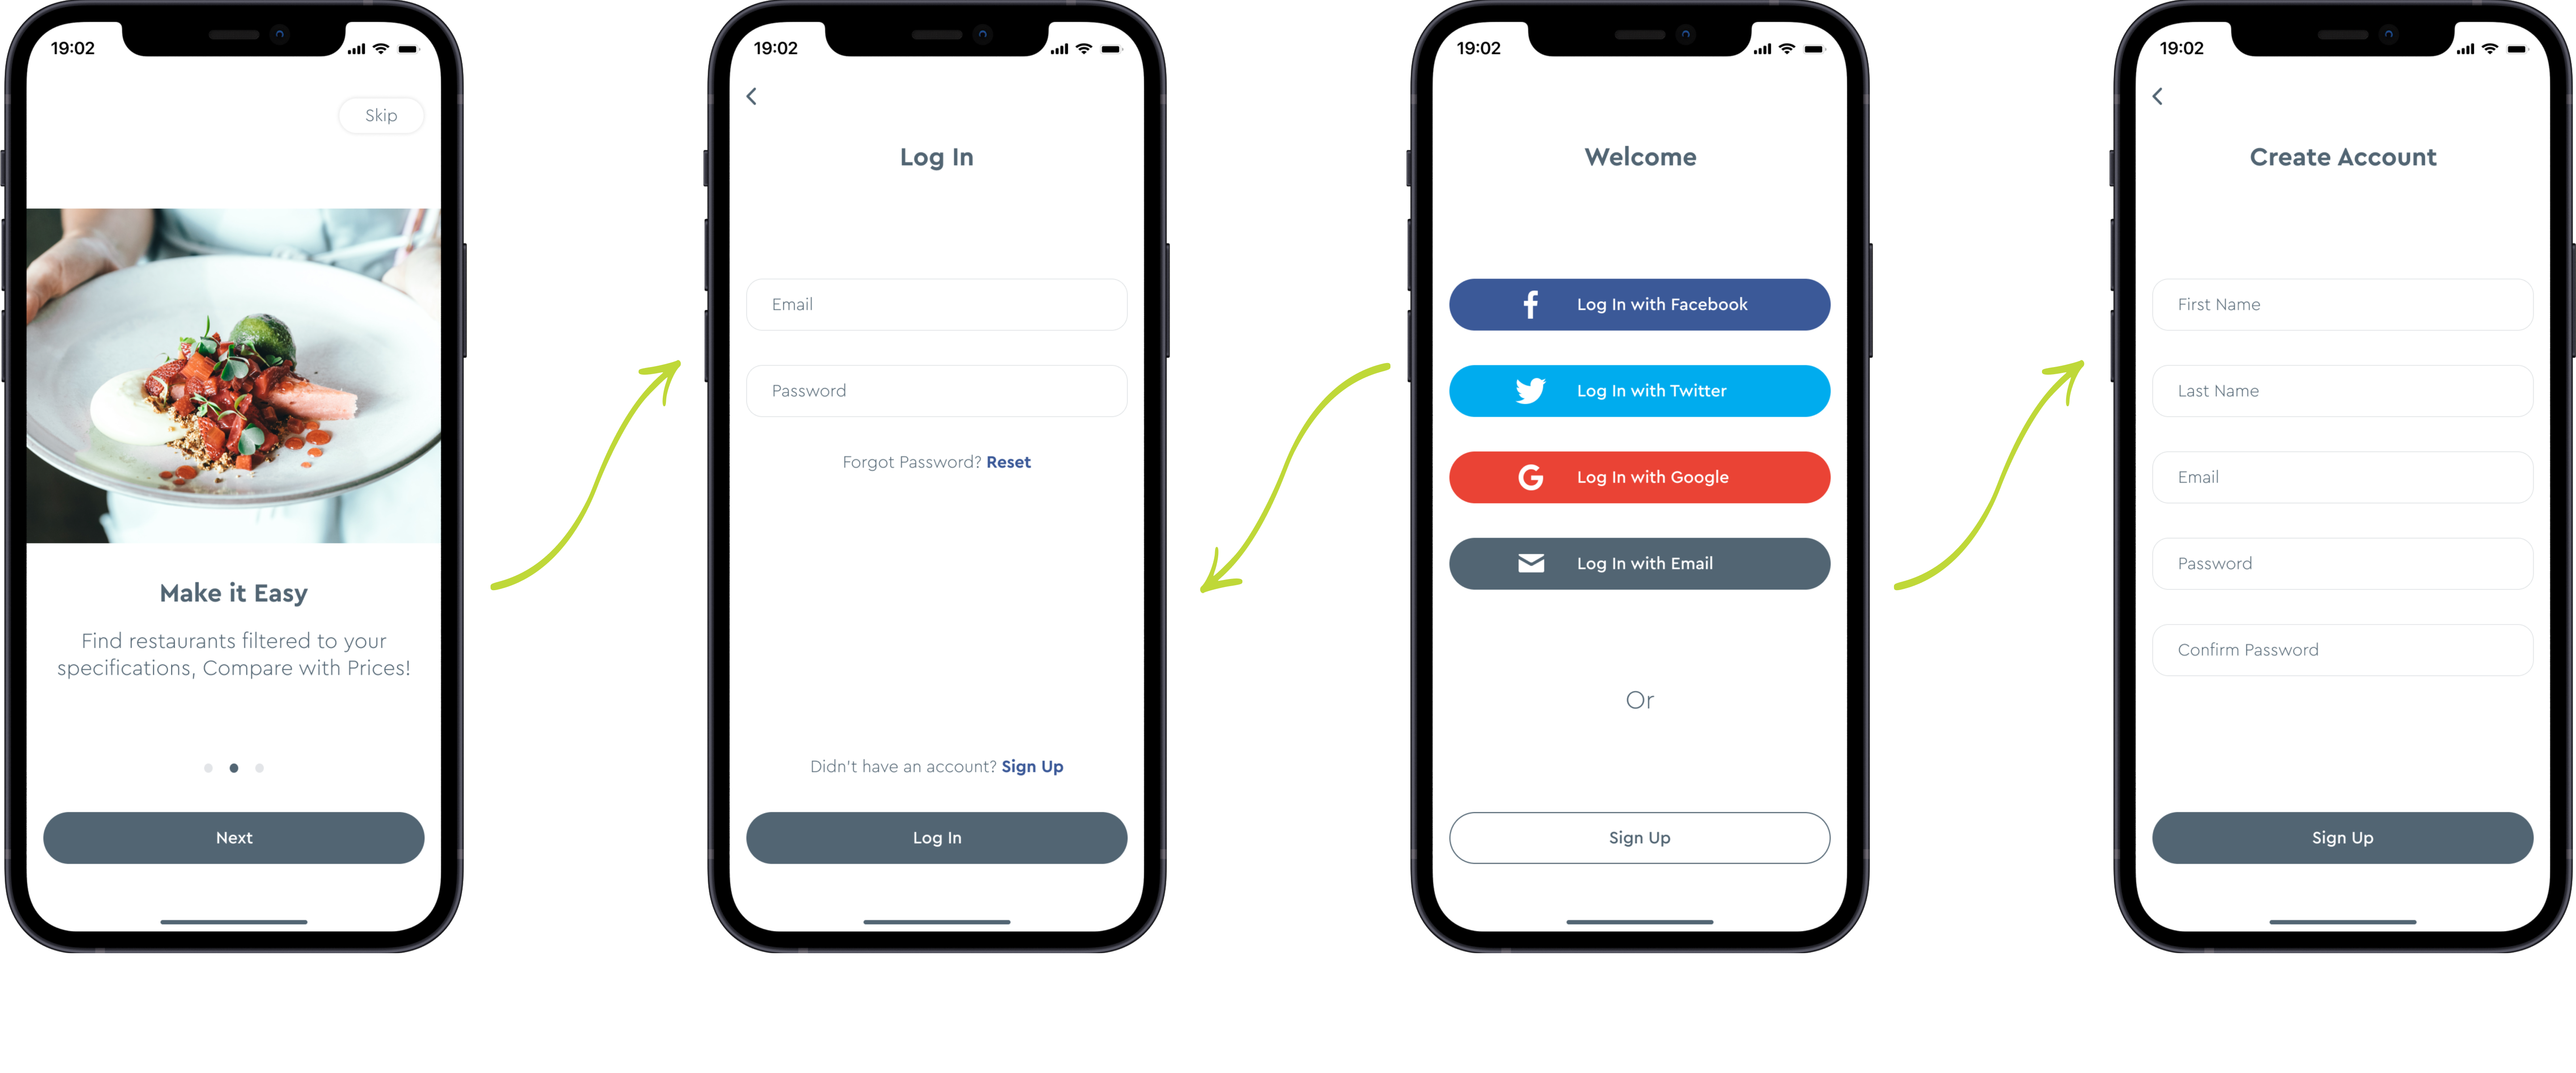 19:02
Skip
Make it Easy
Find restaurants filtered to your
specifications, Compare with Prices!
Next
19:02
Log In
Email
Password
Forgot Password? Reset
Didn't have an account? Sign Up
Log In
19:02
Welcome
Log In with Facebook
Log In with Twitter
Log In with Google
Log In with Email
Or
Sign Up
19:02
Create Account
First Name
Last Name
Email
Password
Confirm Password
Sign Up